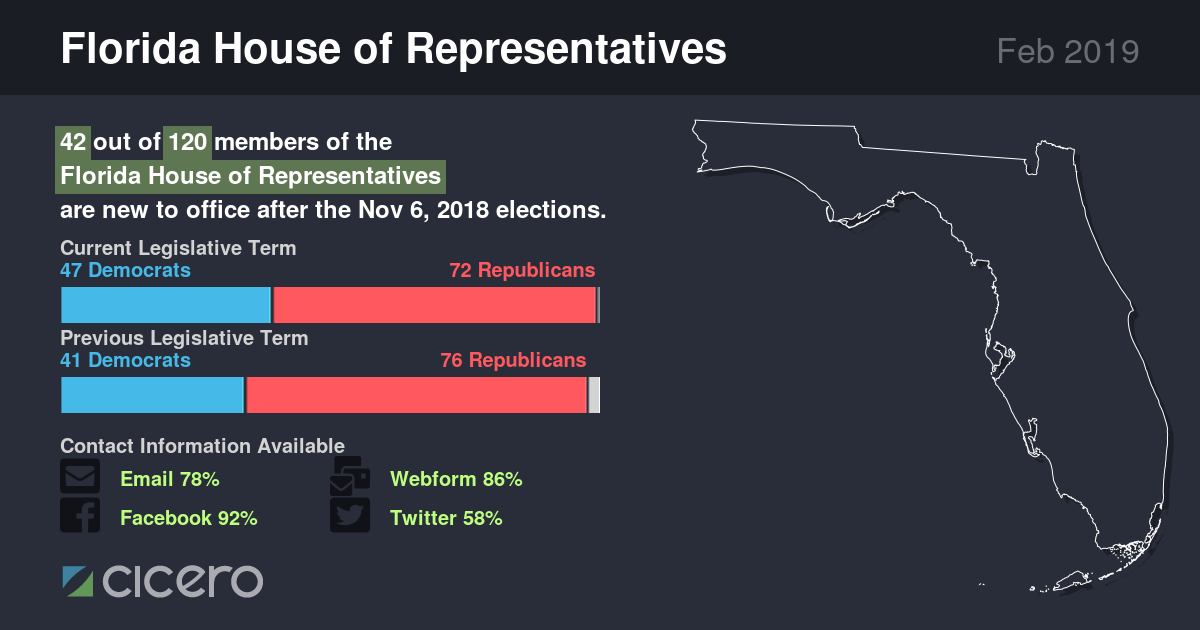 Florida House of Representatives
Feb 2019
42 out of 120 members of the
Florida House of Representatives
are new to office after the Nov 6, 2018 elections.
Current Legislative Term
47 Democrats 72 Republicans
Previous Legislative Term
41 Democrats 76 Republicans
Contact Information Available
Email 78% Webform 86%
Facebook 92% Twitter 58%
cicero